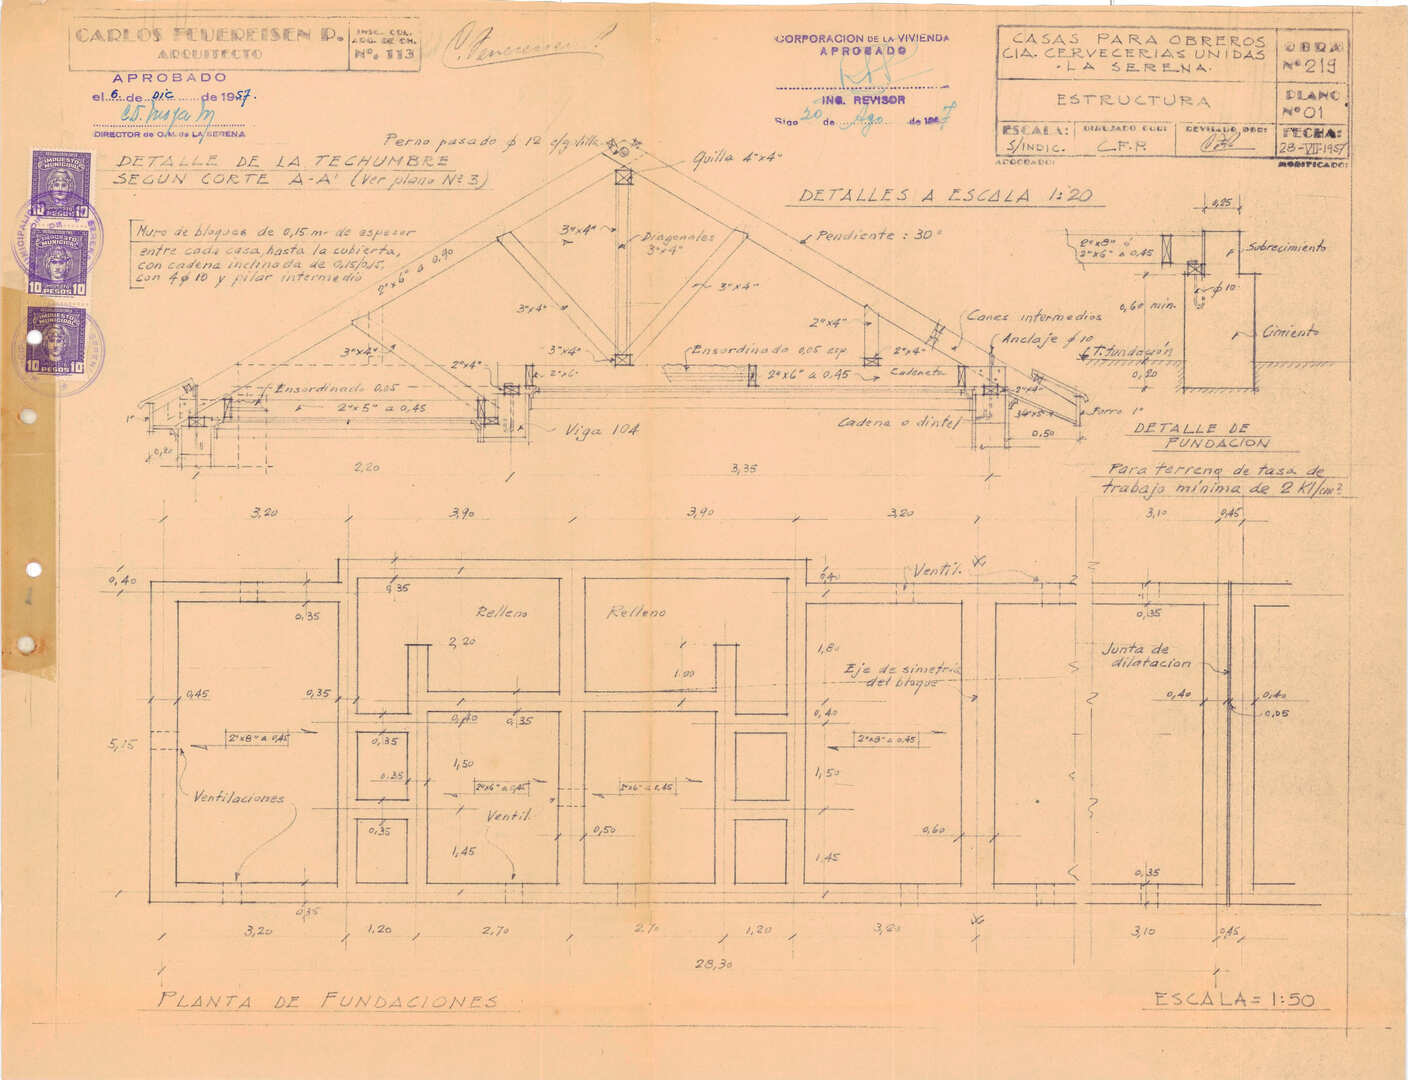 CARLOS FEUEREISEN P.
ARQUITECTO
INSC. COL.
ARQ. DE CH.
Nº. 113
APROBADO
el 6 de Dic de 1957.
DIRECTOR de O.M. de LA SERENA
CORPORACION DE LA VIVIENDA
APROBADO
ING. REVISOR
Stgo 20 de Ago de 1957
CASAS PARA OBREROS
CIA. CERVECERIAS UNIDAS
·LA SERENA·
OBRA
Nº 219
ESTRUCTURA
PLANO
Nº 01
ESCALA:
S/INDIC.
DIBUJADO POR:
C.F.P.
REVISADO POR:
FECHA:
28-VII-1957
APROBADO:
MODIFICADO:
IMPUESTO
MUNICIPAL
10 10
PESOS
IMPUESTO
MUNICIPAL
10 PESOS 10
IMPUESTO
MUNICIPAL
10 PESOS 10
DETALLE DE LA TECHUMBRE
SEGUN CORTE A-A' (Ver plano Nº 3)
Perno pasado φ 12 c/g.villa
Quilla 4"x4"
DETALLES A ESCALA 1:20
Muro de bloques de 0,15 m. de espesor
entre cada casa hasta la cubierta,
con cadena inclinada de 0,15/0,15,
con 4φ10 y pilar intermedio
2"x6" a 0,90
3"x4"
Diagonales
3"x4"
Pendiente: 30°
3"x4"
3"x4"
2"x4"
Canes intermedios
Anclaje φ 10
3"x4"
3"x4"
2"x4"
2"x6"
Ensordinado 0,05 esp
2"x6" a 0,45
2"x4"
Cadeneta
2"x4"
Ensordinado 0,05
2"x5" a 0,45
1"
Viga 104
Cadena o dintel
3/4"x5"
Forro 1"
0,50
0,20
2,20
3,35
0,25
2"x8" ó
2"x6" a 0,45
Sobrecimiento
φ 10
0,60 min.
Cimiento
T. fundación
0,20
DETALLE DE
FUNDACION
Para terreno de tasa de
trabajo mínima de 2 Kl/cm²
3,20
3,90
3,90
3,20
3,10
0,45
0,40
0,35
0,40
Ventil.
0,35
Relleno
Relleno
0,35
2,20
1,00
1,80
Eje de simetría
del bloque
Junta de
dilatacion
0,45
0,35
0,40
0,35
0,40
0,40
0,40
0,05
5,15
2"x8" a 0,45
0,35
1,50
0,35
2"x6" a 0,45
2"x6" a 0,45
2"x8" a 0,45
1,50
Ventilaciones
Ventil.
0,35
0,50
0,60
1,45
1,45
0,35
0,35
3,20
1,20
2,70
2,70
1,20
3,20
3,10
0,45
28,30
PLANTA DE FUNDACIONES
ESCALA = 1:50